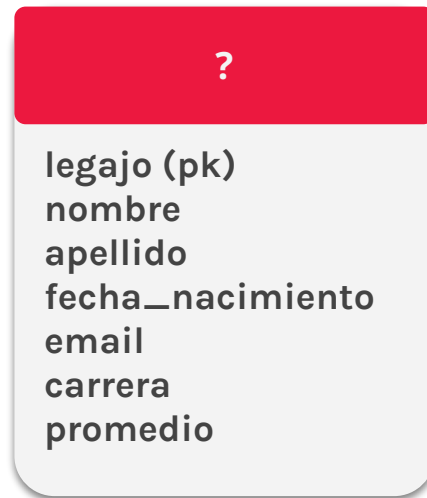 ?
legajo (pk)
nombre
apellido
fecha_nacimiento
email
carrera
promedio